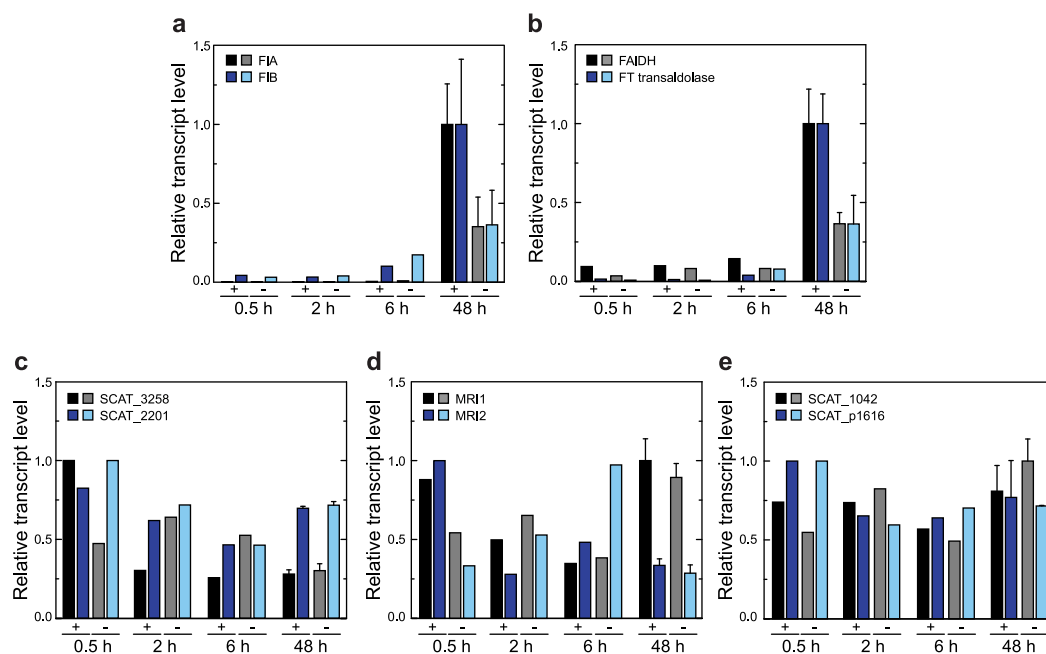 a
b
1.5
FlA
FlB
Relative transcript level
1.0
0.5
0.0
+ - + - + - + -
0.5 h 2 h 6 h 48 h
1.5
FAlDH
FT transaldolase
Relative transcript level
1.0
0.5
0.0
+ - + - + - + -
0.5 h 2 h 6 h 48 h
c
d
e
1.5
SCAT_3258
SCAT_2201
Relative transcript level
1.0
0.5
0.0
+ - + - + - + -
0.5 h 2 h 6 h 48 h
1.5
MRI1
MRI2
Relative transcript level
1.0
0.5
0.0
+ - + - + - + -
0.5 h 2 h 6 h 48 h
1.5
SCAT_1042
SCAT_p1616
Relative transcript level
1.0
0.5
0.0
+ - + - + - + -
0.5 h 2 h 6 h 48 h